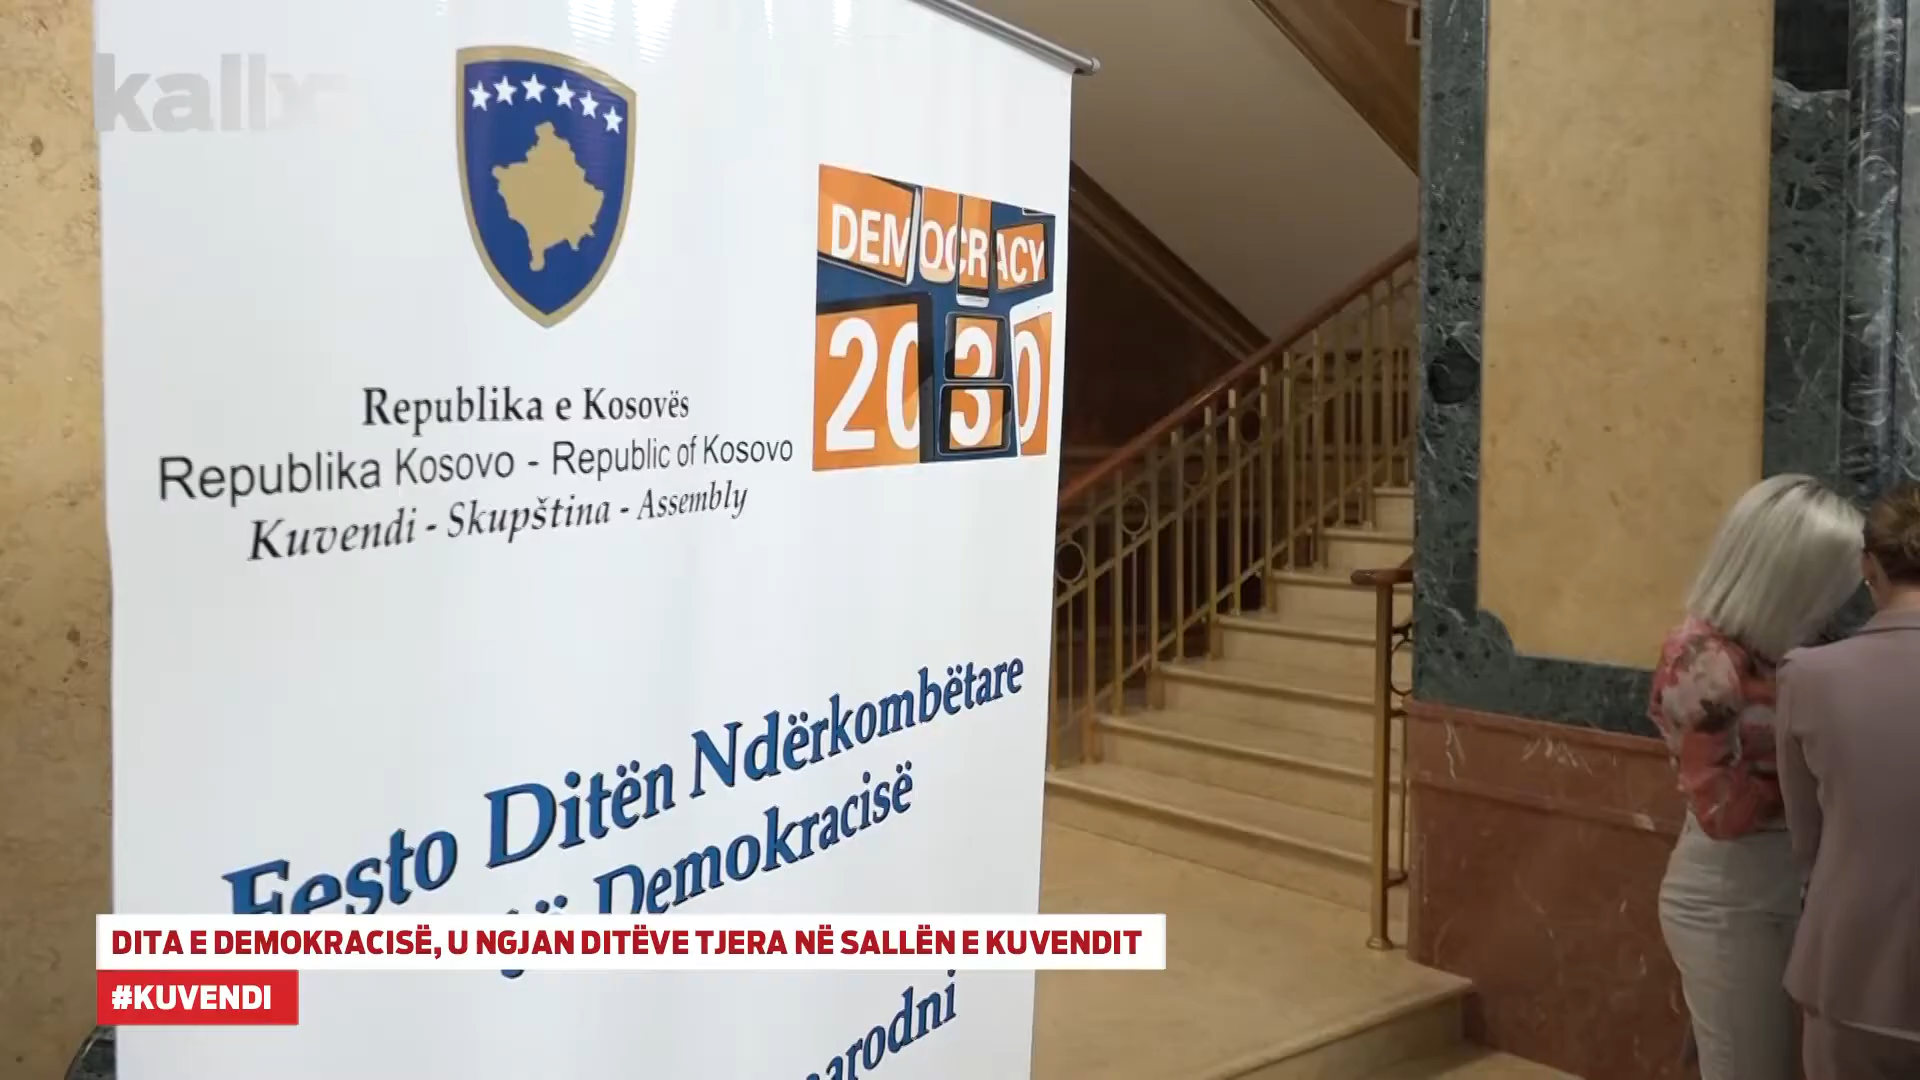 kallx
DEMOCRACY
2030
Republika e Kosovës
Republika Kosovo - Republic of Kosovo
Kuvendi - Skupština - Assembly
Festo Ditën Ndërkombëtare
Demokracisë
DITA E DEMOKRACISË, U NGJAN DITËVE TJERA NË SALLËN E KUVENDIT
#KUVENDI